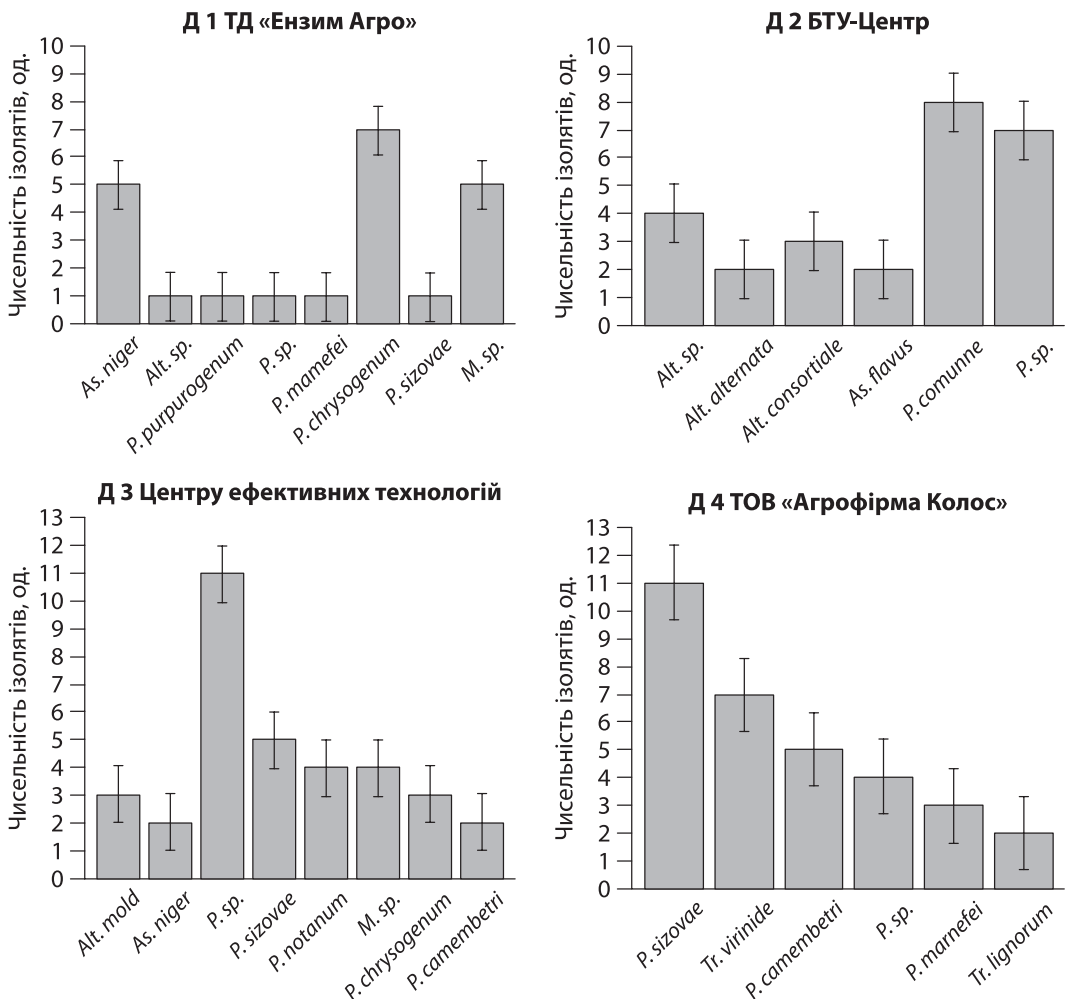 Д 1 ТД «Ензим Агро»
Чисельність ізолятів, од.
10
9
8
7
6
5
4
3
2
1
0
As. niger
Alt. sp.
P. purpurogenum
P. sp.
P. mamefei
P. chrysogenum
P. sizovae
M. sp.
Д 2 БТУ-Центр
Чисельність ізолятів, од.
10
9
8
7
6
5
4
3
2
1
0
Alt. sp.
Alt. alternata
Alt. consortiale
As. flavus
P. comunne
P. sp.
Д 3 Центру ефективних технологій
Чисельність ізолятів, од.
13
12
11
10
9
8
7
6
5
4
3
2
1
0
Alt. mold
As. niger
P. sp.
P. sizovae
P. notanum
M. sp.
P. chrysogenum
P. camembetri
Д 4 ТОВ «Агрофірма Колос»
Чисельність ізолятів, од.
13
12
11
10
9
8
7
6
5
4
3
2
1
0
P. sizovae
Tr. virinide
P. camembetri
P. sp.
P. marnefei
Tr. lignorum